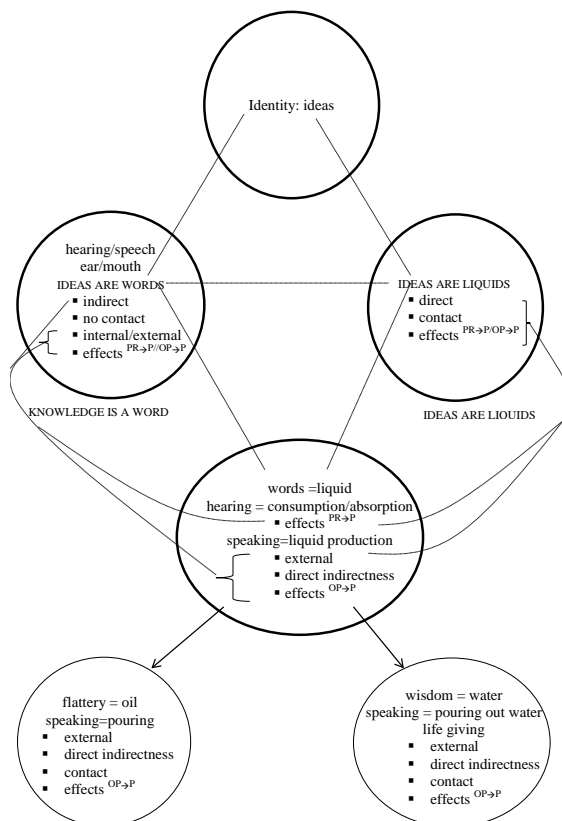 Identity: ideas
hearing/speech
ear/mouth
IDEAS ARE WORDS
▪ indirect
▪ no contact
▪ internal/external
▪ effects PR→P//OP→P
IDEAS ARE LIQUIDS
▪ direct
▪ contact
▪ effects PR→P/OP→P
KNOWLEDGE IS A WORD
IDEAS ARE LIOUIDS
words =liquid
hearing = consumption/absorption
▪ effects PR→P
speaking=liquid production
▪ external
▪ direct indirectness
▪ effects OP→P
flattery = oil
speaking=pouring
▪ external
▪ direct indirectness
▪ contact
▪ effects OP→P
wisdom = water
speaking = pouring out water
life giving
▪ external
▪ direct indirectness
▪ contact
▪ effects OP→P